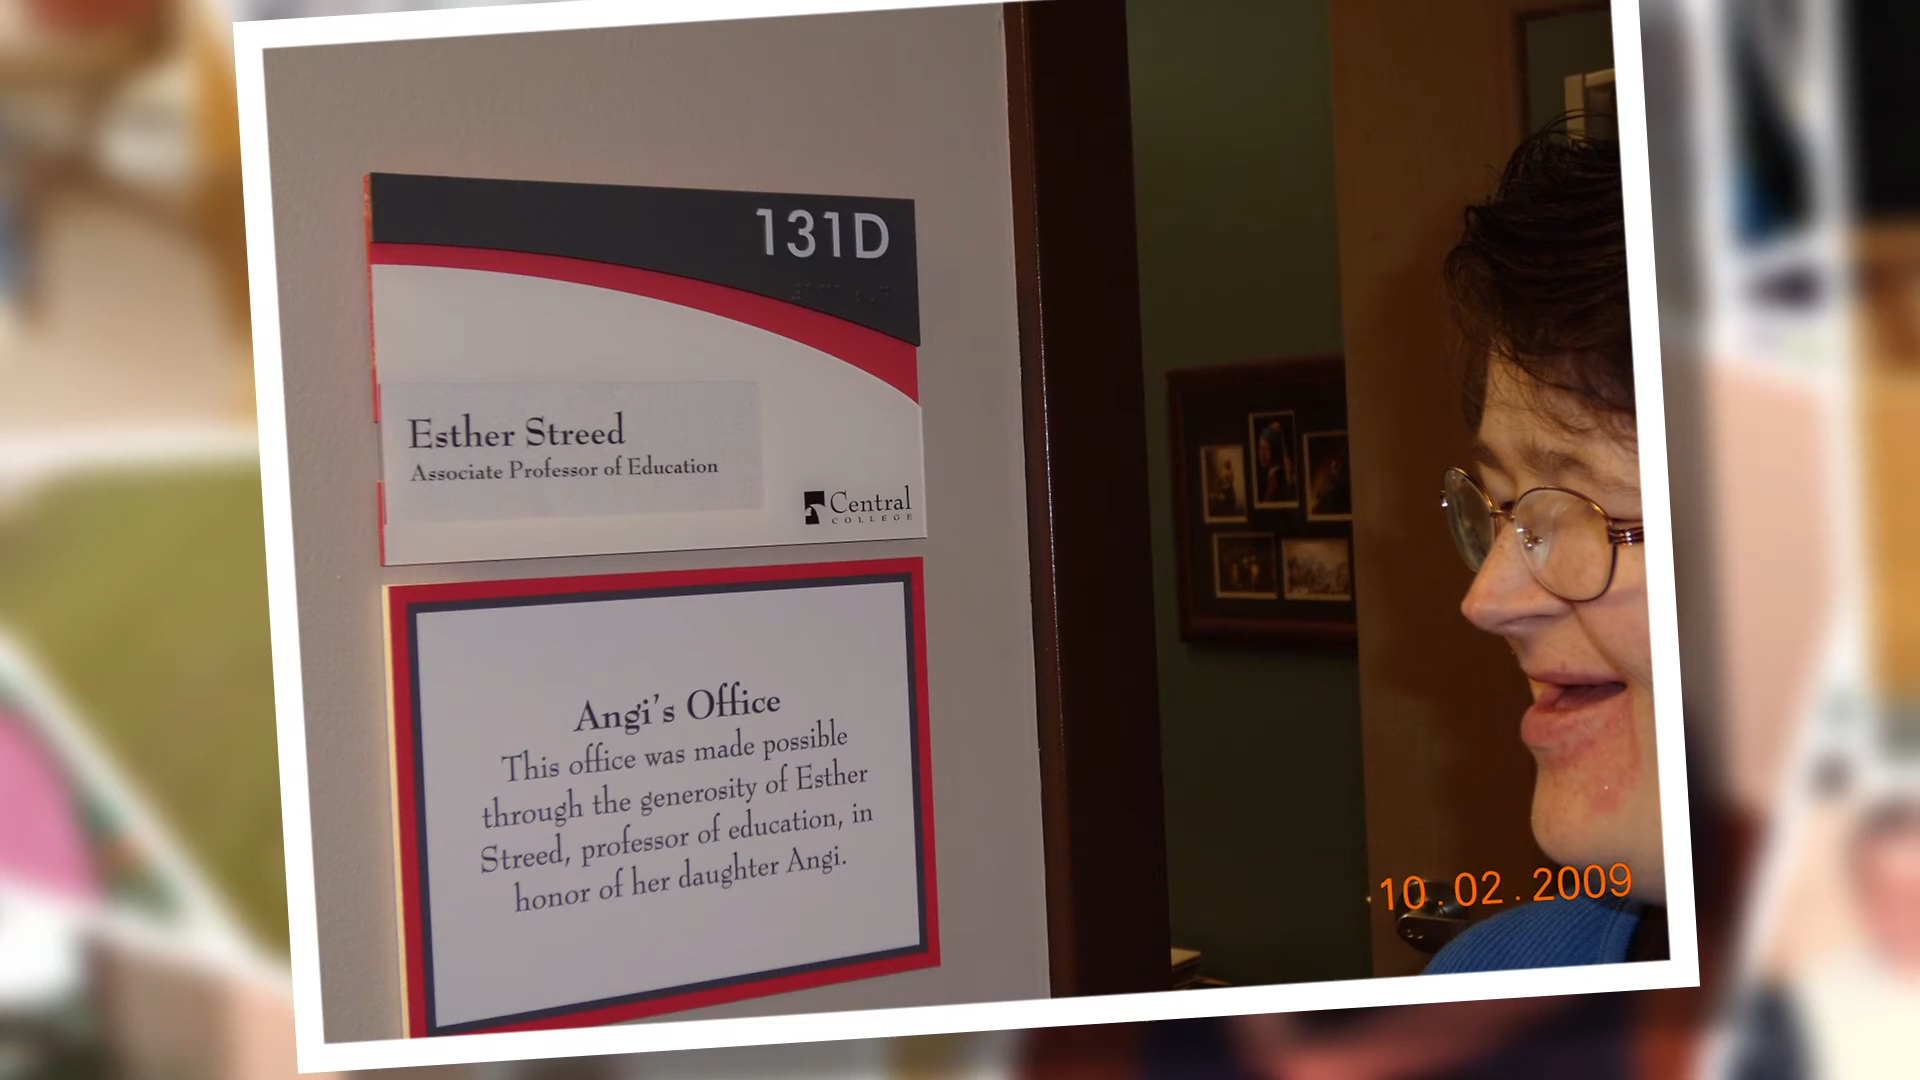 131D
Esther Streed
Associate Professor of Education
Central
COLLEGE
Angi's Office
This office was made possible
through the generosity of Esther
Streed, professor of education, in
honor of her daughter Angi.
10.02.2009